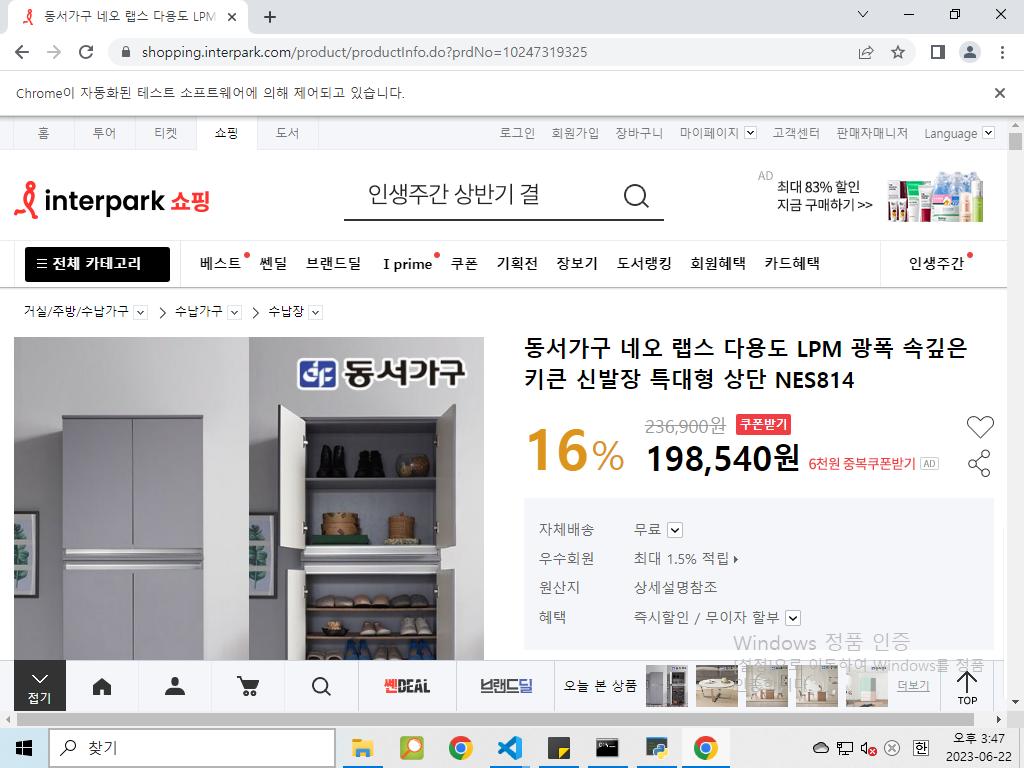 동서가구 네오 랩스 다용도 LPM
shopping.interpark.com/product/productInfo.do?prdNo=10247319325
Chrome이 자동화된 테스트 소프트웨어에 의해 제어되고 있습니다.
홈 투어 티켓 쇼핑 도서 로그인 회원가입 장바구니 마이페이지 고객센터 판매자매니저 Language
interpark 쇼핑
인생주간 상반기 결
AD 최대 83% 할인
지금 구매하기 >>
전체 카테고리 베스트 쎈딜 브랜드딜 I prime 쿠폰 기획전 장보기 도서랭킹 회원혜택 카드혜택 인생주간
거실/주방/수납가구 수납가구 수납장
동서가구
동서가구 네오 랩스 다용도 LPM 광폭 속깊은
키큰 신발장 특대형 상단 NES814
16%
236,900원 쿠폰받기
198,540원 6천원 중복쿠폰받기 AD
자체배송 무료
우수회원 최대 1.5% 적립
원산지 상세설명참조
혜택 즉시할인 / 무이자 할부
Windows 정품 인증
[설정]으로 이동하여 Windows를 정품
접기
쎈DEAL 브랜드딜 오늘 본 상품 더보기 TOP
찾기
한
오후 3:47
2023-06-22